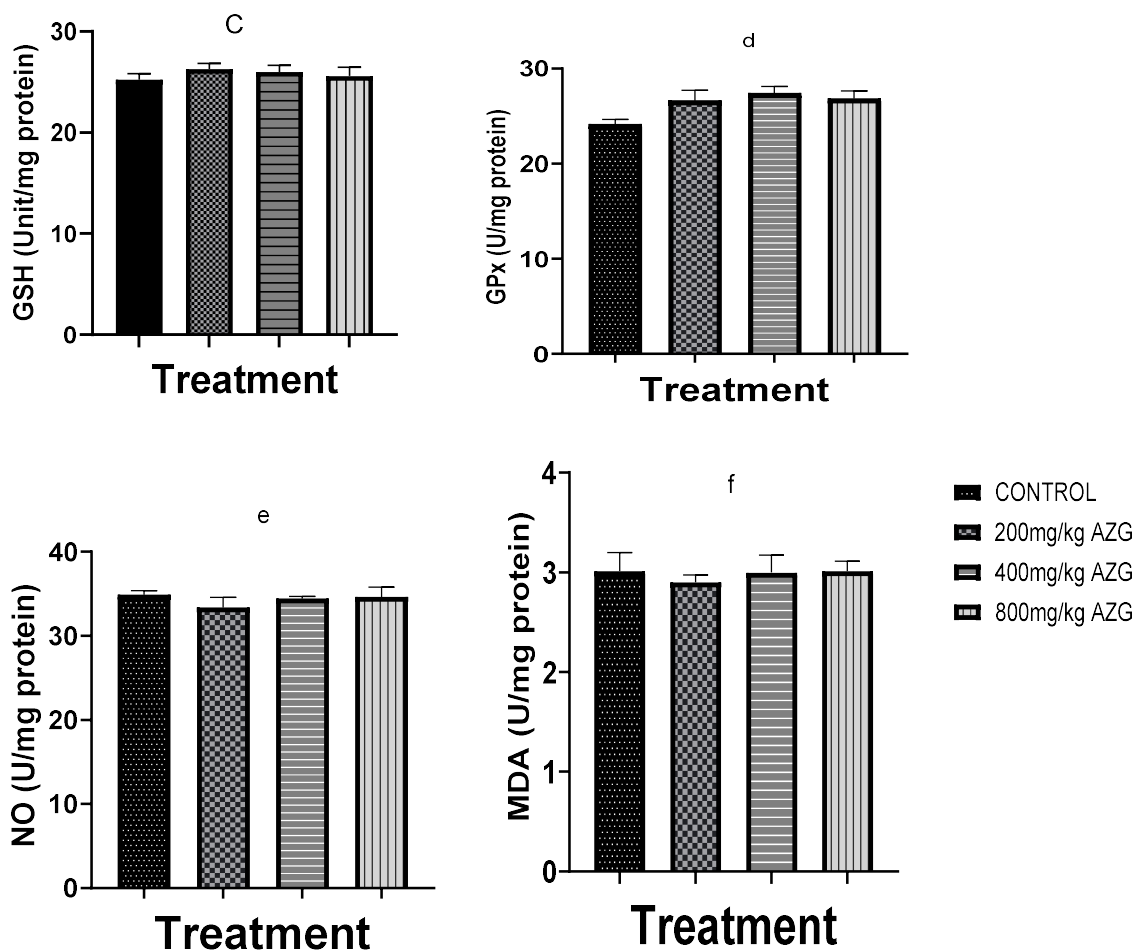 C
GSH (Unit/mg protein)
30
20
10
0
Treatment
d
GPx (U/mg protein)
30
20
10
0
Treatment
e
NO (U/mg protein)
40
30
20
10
0
Treatment
f
MDA (U/mg protein)
4
3
2
1
0
Treatment
CONTROL
200mg/kg AZG
400mg/kg AZG
800mg/kg AZG